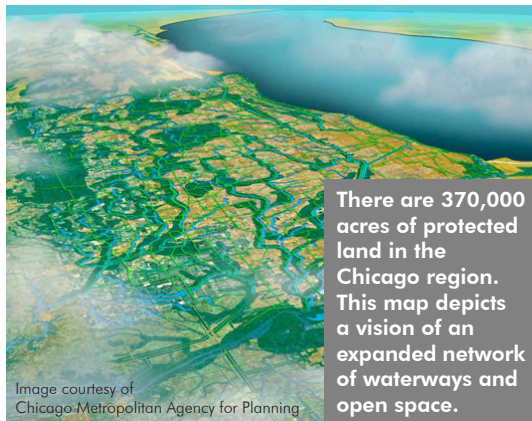 There are 370,000
acres of protected
land in the
Chicago region.
This map depicts
a vision of an
expanded network
of waterways and
open space.
Image courtesy of
Chicago Metropolitan Agency for Planning